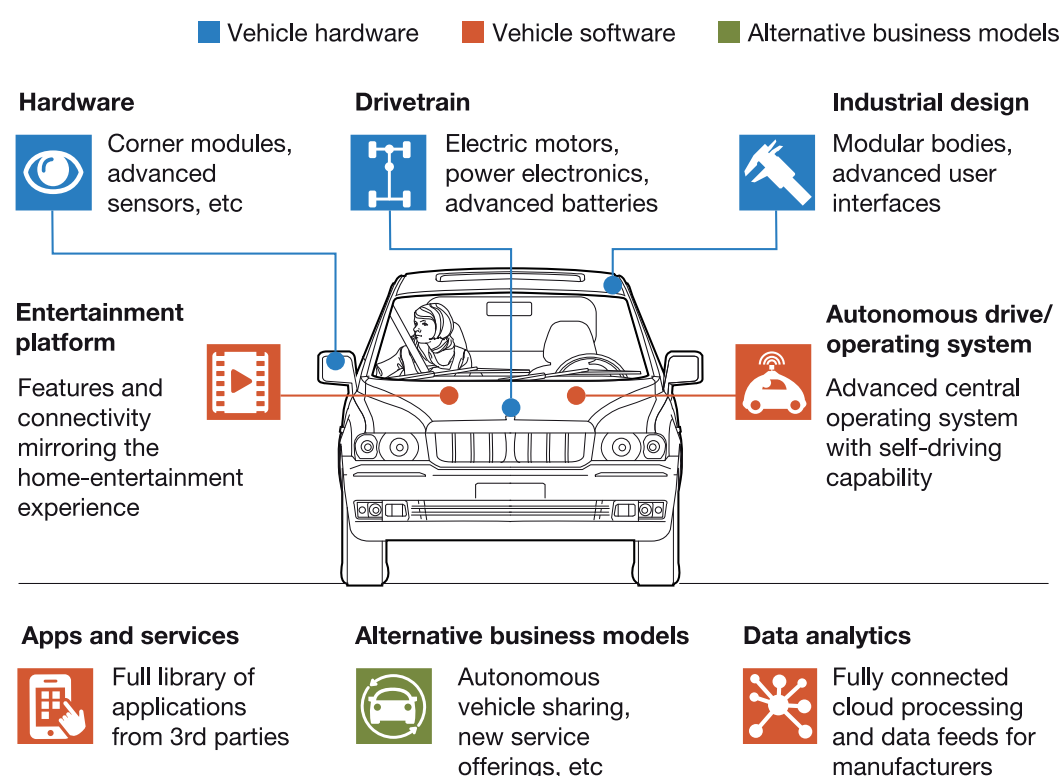 Vehicle hardware
Vehicle software
Alternative business models
Hardware
Corner modules,
advanced
sensors, etc
Drivetrain
Electric motors,
power electronics,
advanced batteries
Industrial design
Modular bodies,
advanced user
interfaces
Entertainment
platform
Features and
connectivity
mirroring the
home-entertainment
experience
Autonomous drive/
operating system
Advanced central
operating system
with self-driving
capability
Apps and services
Full library of
applications
from 3rd parties
Alternative business models
Autonomous
vehicle sharing,
new service
offerings, etc
Data analytics
Fully connected
cloud processing
and data feeds for
manufacturers